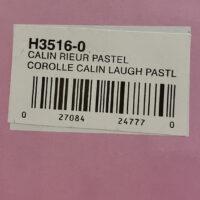 H3516-0
CALIN RIEUR PASTEL
COROLLE CALIN LAUGH PASTL
0 27084 24777 0